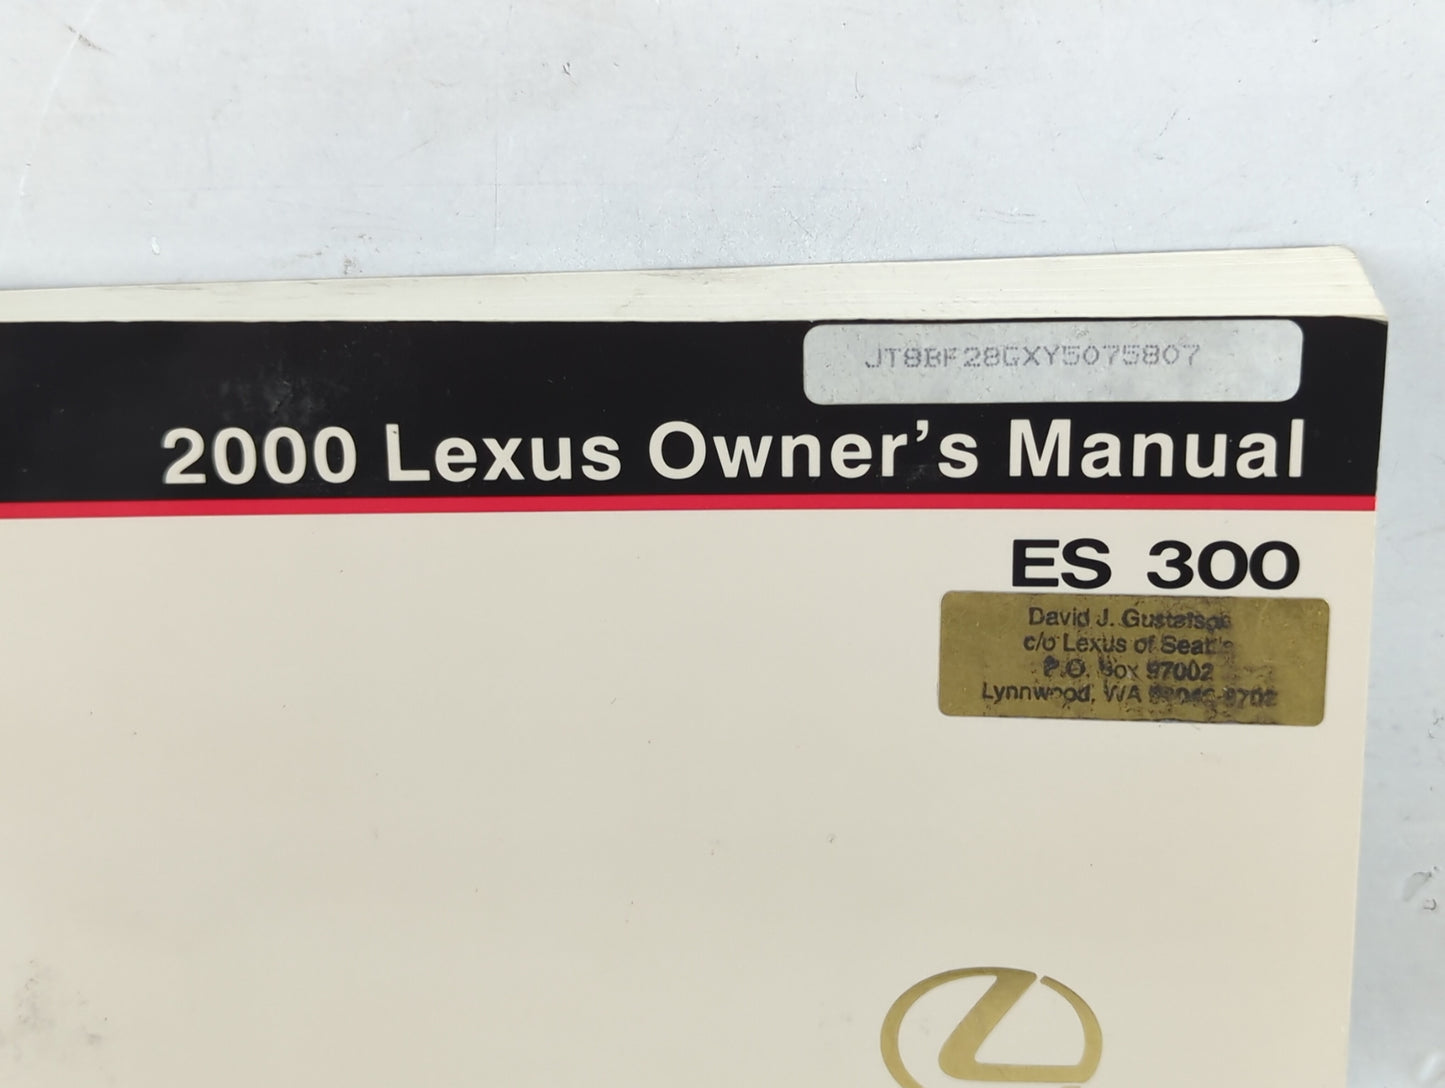 JT8BF28GXY5075807
2000 Lexus Owner's Manual
ES 300
David J. Gustafson
c/o Lexus of Seattle
P.O. Box 97002
Lynnwood, WA